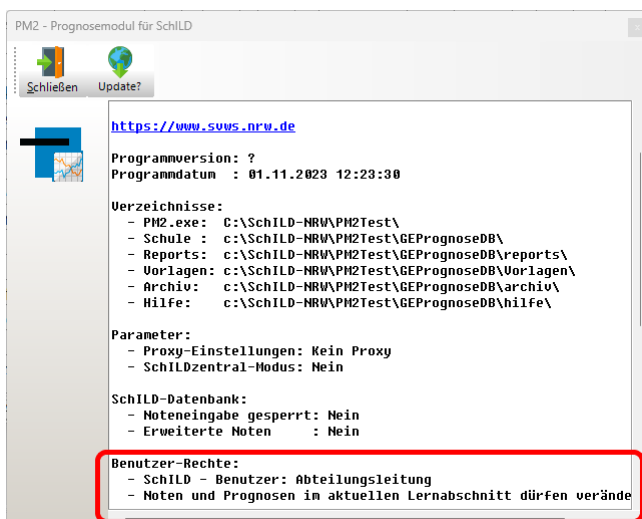 PM2 - Prognosemodul für SchILD
Schließen Update?
https://www.svws.nrw.de
Programmversion: ?
Programmdatum : 01.11.2023 12:23:30
Verzeichnisse:
- PM2.exe: C:\SchILD-NRW\PM2Test\
- Schule : c:\SchILD-NRW\PM2Test\GEPrognoseDB\
- Reports: c:\SchILD-NRW\PM2Test\GEPrognoseDB\reports\
- Vorlagen: c:\SchILD-NRW\PM2Test\GEPrognoseDB\Vorlagen\
- Archiv: c:\SchILD-NRW\PM2Test\GEPrognoseDB\archiv\
- Hilfe: c:\SchILD-NRW\PM2Test\GEPrognoseDB\hilfe\
Parameter:
- Proxy-Einstellungen: Kein Proxy
- SchILDzentral-Modus: Nein
SchILD-Datenbank:
- Noteneingabe gesperrt: Nein
- Erweiterte Noten : Nein
Benutzer-Rechte:
- SchILD - Benutzer: Abteilungsleitung
- Noten und Prognosen im aktuellen Lernabschnitt dürfen verände